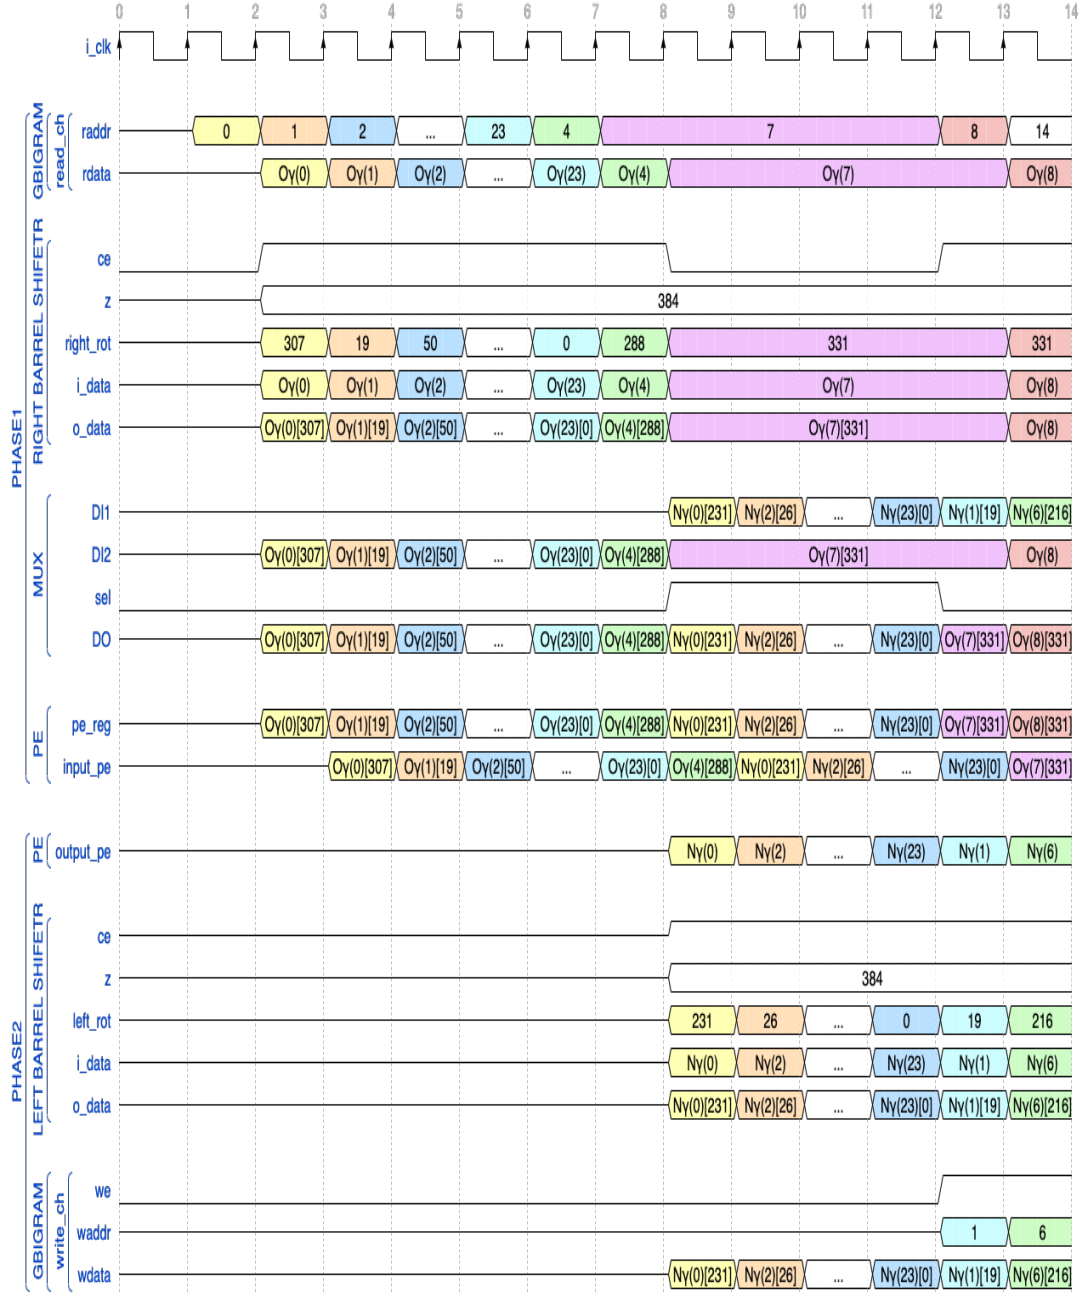 0 1 2 3 4 5 6 7 8 9 10 11 12 13 14
i_clk
PHASE1
GBIGRAM
read_ch
raddr 0 1 2 ... 23 4 7 8 14
rdata Oγ(0) Oγ(1) Oγ(2) ... Oγ(23) Oγ(4) Oγ(7) Oγ(8)
RIGHT BARREL SHIFETR
ce
z 384
right_rot 307 19 50 ... 0 288 331 331
i_data Oγ(0) Oγ(1) Oγ(2) ... Oγ(23) Oγ(4) Oγ(7) Oγ(8)
o_data Oγ(0)[307] Oγ(1)[19] Oγ(2)[50] ... Oγ(23)[0] Oγ(4)[288] Oγ(7)[331] Oγ(8)
MUX
DI1 Nγ(0)[231] Nγ(2)[26] ... Nγ(23)[0] Nγ(1)[19] Nγ(6)[216]
DI2 Oγ(0)[307] Oγ(1)[19] Oγ(2)[50] ... Oγ(23)[0] Oγ(4)[288] Oγ(7)[331] Oγ(8)
sel
DO Oγ(0)[307] Oγ(1)[19] Oγ(2)[50] ... Oγ(23)[0] Oγ(4)[288] Nγ(0)[231] Nγ(2)[26] ... Nγ(23)[0] Oγ(7)[331] Oγ(8)[331]
PE
pe_reg Oγ(0)[307] Oγ(1)[19] Oγ(2)[50] ... Oγ(23)[0] Oγ(4)[288] Nγ(0)[231] Nγ(2)[26] ... Nγ(23)[0] Oγ(7)[331] Oγ(8)[331]
input_pe Oγ(0)[307] Oγ(1)[19] Oγ(2)[50] ... Oγ(23)[0] Oγ(4)[288] Nγ(0)[231] Nγ(2)[26] ... Nγ(23)[0] Oγ(7)[331]
PHASE2
PE
output_pe Nγ(0) Nγ(2) ... Nγ(23) Nγ(1) Nγ(6)
LEFT BARREL SHIFETR
ce
z 384
left_rot 231 26 ... 0 19 216
i_data Nγ(0) Nγ(2) ... Nγ(23) Nγ(1) Nγ(6)
o_data Nγ(0)[231] Nγ(2)[26] ... Nγ(23)[0] Nγ(1)[19] Nγ(6)[216]
GBIGRAM
write_ch
we
waddr 1 6
wdata Nγ(0)[231] Nγ(2)[26] ... Nγ(23)[0] Nγ(1)[19] Nγ(6)[216]